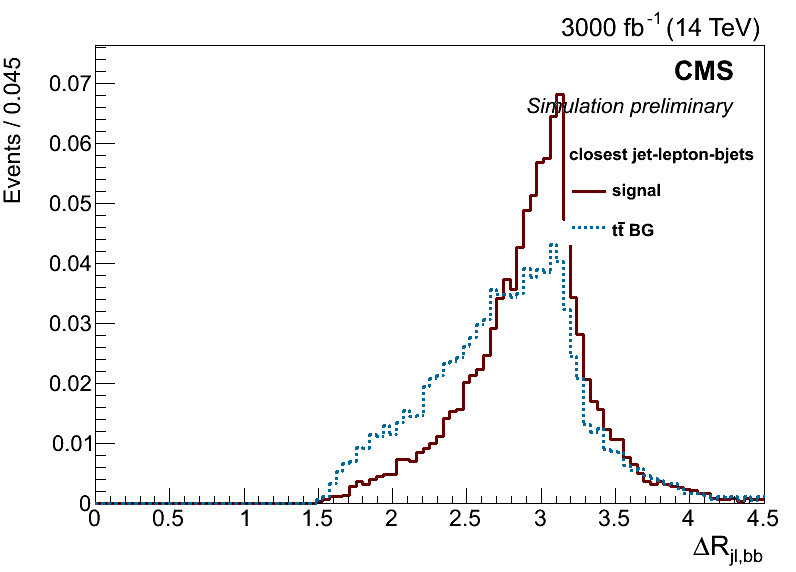 3000 fb⁻¹ (14 TeV)
CMS
Simulation preliminary
closest jet-lepton-bjets
signal
tt̄ BG
Events / 0.045
0.07
0.06
0.05
0.04
0.03
0.02
0.01
0
0 0.5 1 1.5 2 2.5 3 3.5 4 4.5
ΔR_jl,bb